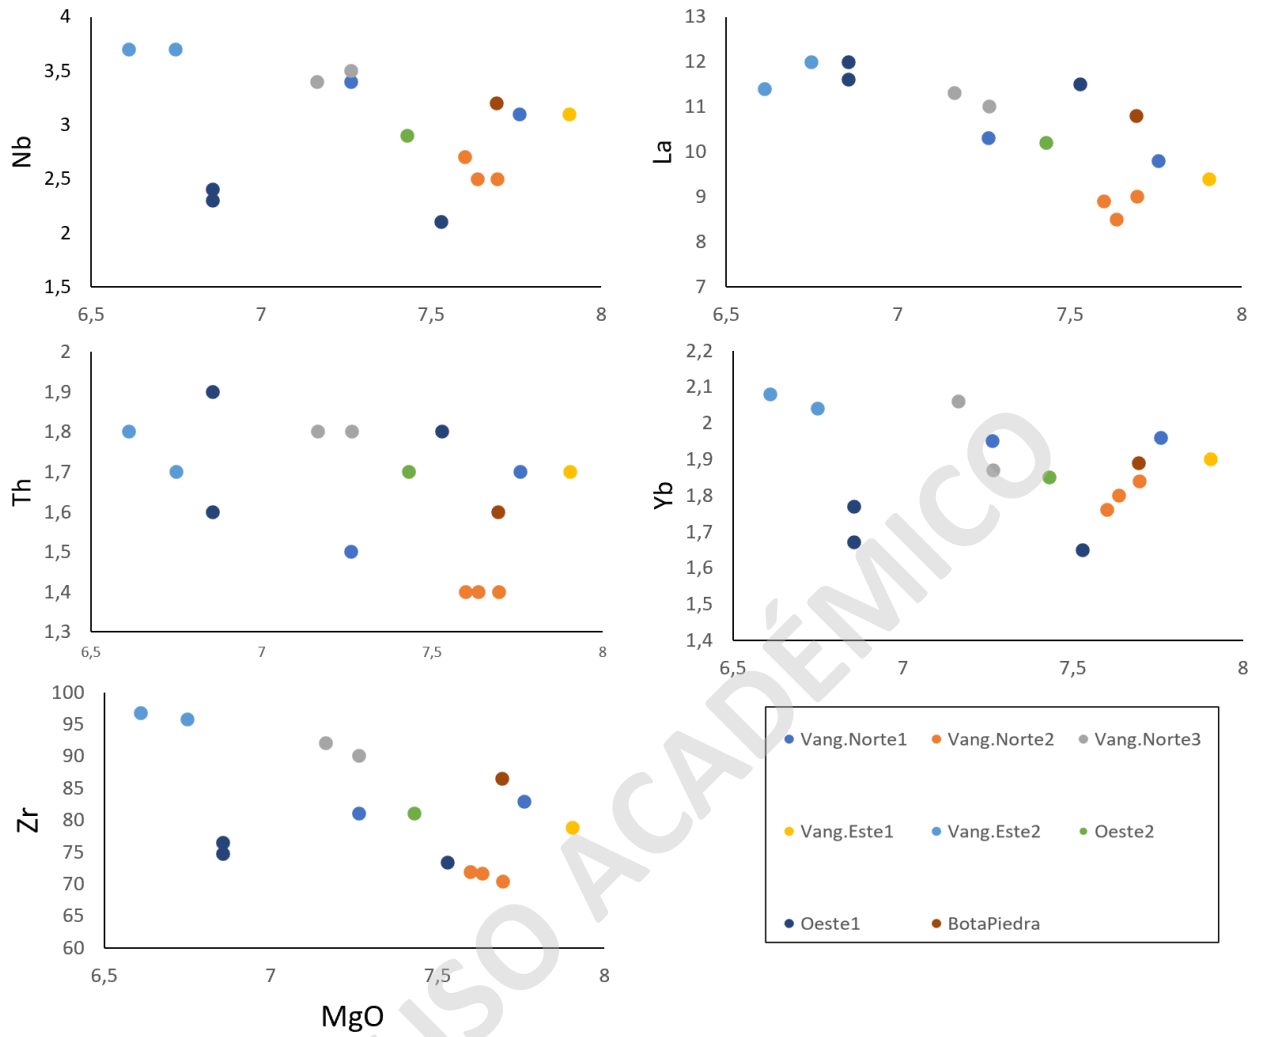 4
3,5
3
2,5
2
1,5
Nb
6,5 7 7,5 8
13
12
11
10
9
8
7
La
6,5 7 7,5 8
2
1,9
1,8
1,7
1,6
1,5
1,4
1,3
Th
6,5 7 7,5 8
2,2
2,1
2
1,9
1,8
1,7
1,6
1,5
1,4
Yb
6,5 7 7,5 8
100
95
90
85
80
75
70
65
60
Zr
6,5 7 7,5 8
MgO
Vang.Norte1 Vang.Norte2 Vang.Norte3
Vang.Este1 Vang.Este2 Oeste2
Oeste1 BotaPiedra
USO ACADÉMICO